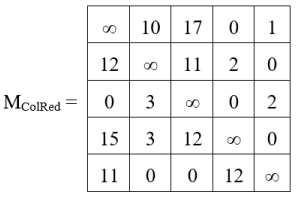 ∞ 10 17 0 1
12 ∞ 11 2 0
M_ColRed = 0 3 ∞ 0 2
15 3 12 ∞ 0
11 0 0 12 ∞